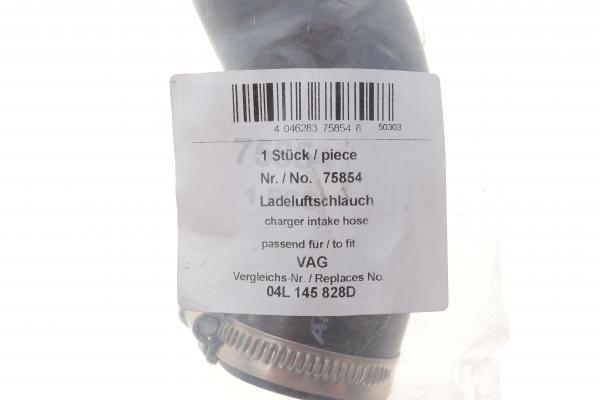 4 046283 75854 8 50303
1 Stück / piece
Nr. / No. 75854
Ladeluftschlauch
charger intake hose
passend für / to fit
VAG
Vergleichs-Nr. / Replaces No.
04L 145 828D